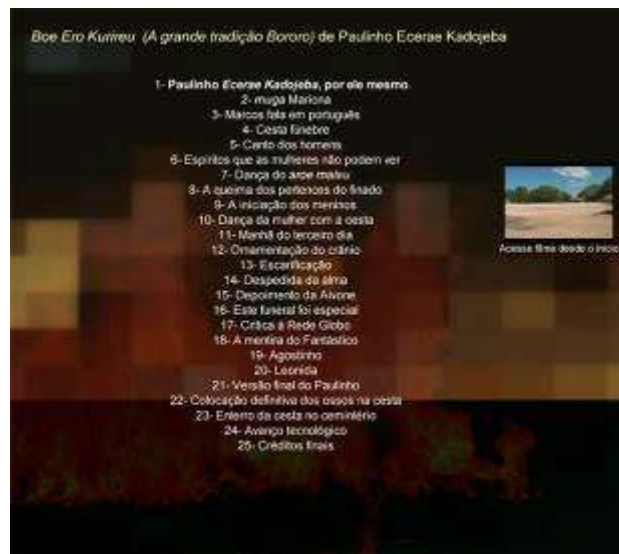 Boe Ero Kurireu (A grande tradição Bororo) de Paulinho Ecerae Kadojeba
1- Paulinho Ecerae Kadojeba, por ele mesmo.
2- muga Mariona
3- Marcos fala em português
4- Cesta fúnebre
5- Canto dos homens
6- Espíritos que as mulheres não podem ver
7- Dança do aroe maiwu
8- A queima dos pertences do finado
9- A iniciação dos meninos
10- Dança da mulher com a cesta
11- Manhã do terceiro dia
12- Ornamentação do crânio
13- Escarificação
14- Despedida da alma
15- Depoimento da Aivone
16- Este funeral foi especial
17- Crítica à Rede Globo
18- A mentira do Fantástico
19- Agostinho
20- Leonida
21- Versão final do Paulinho
22- Colocação definitiva dos ossos na cesta
23- Enterro da cesta no cemintério
24- Avanço tecnológico
25- Créditos finais
Acesse filme desde o início